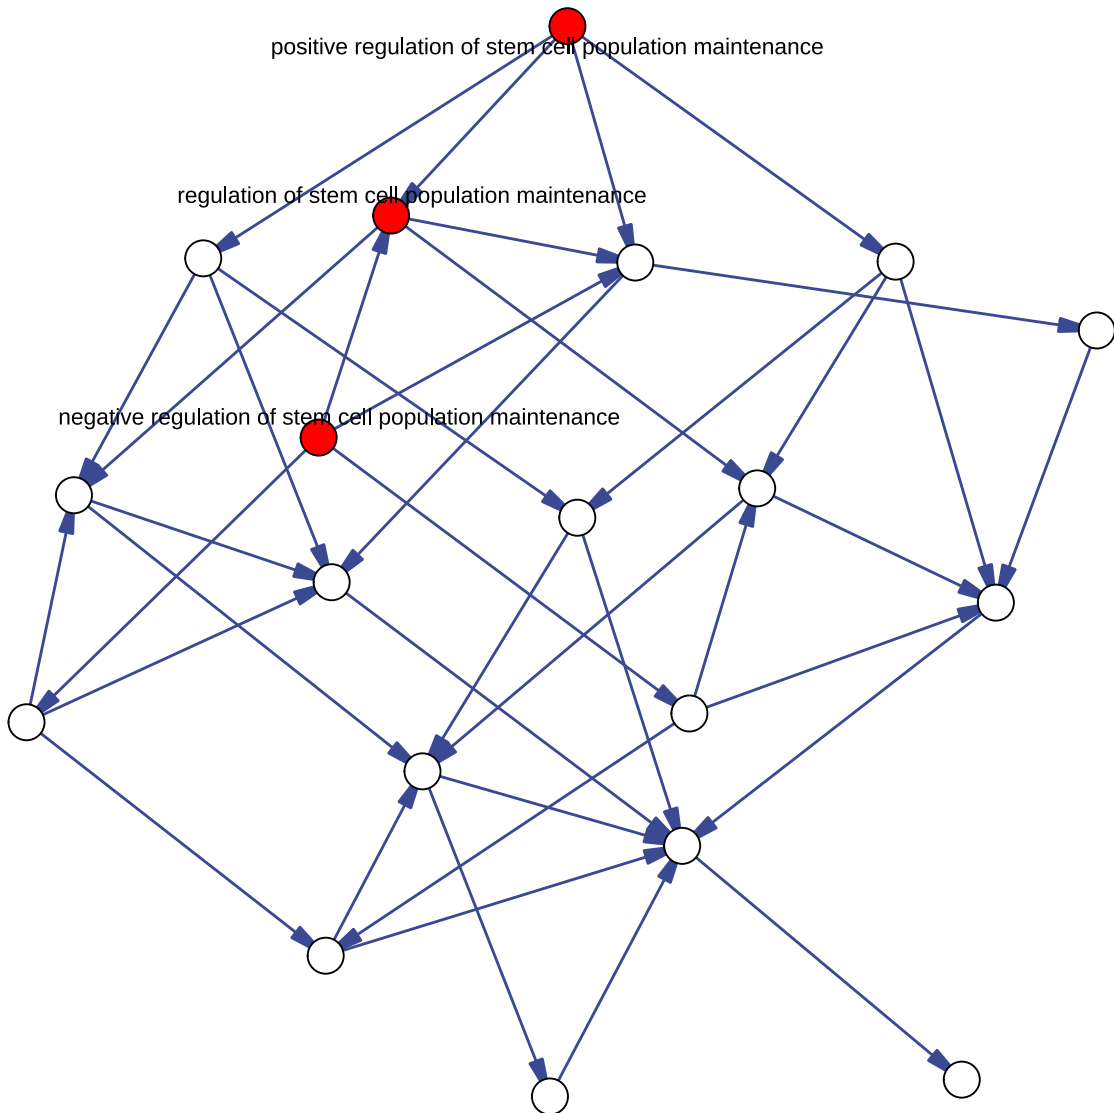 positive regulation of stem cell population maintenance
regulation of stem cell population maintenance
negative regulation of stem cell population maintenance